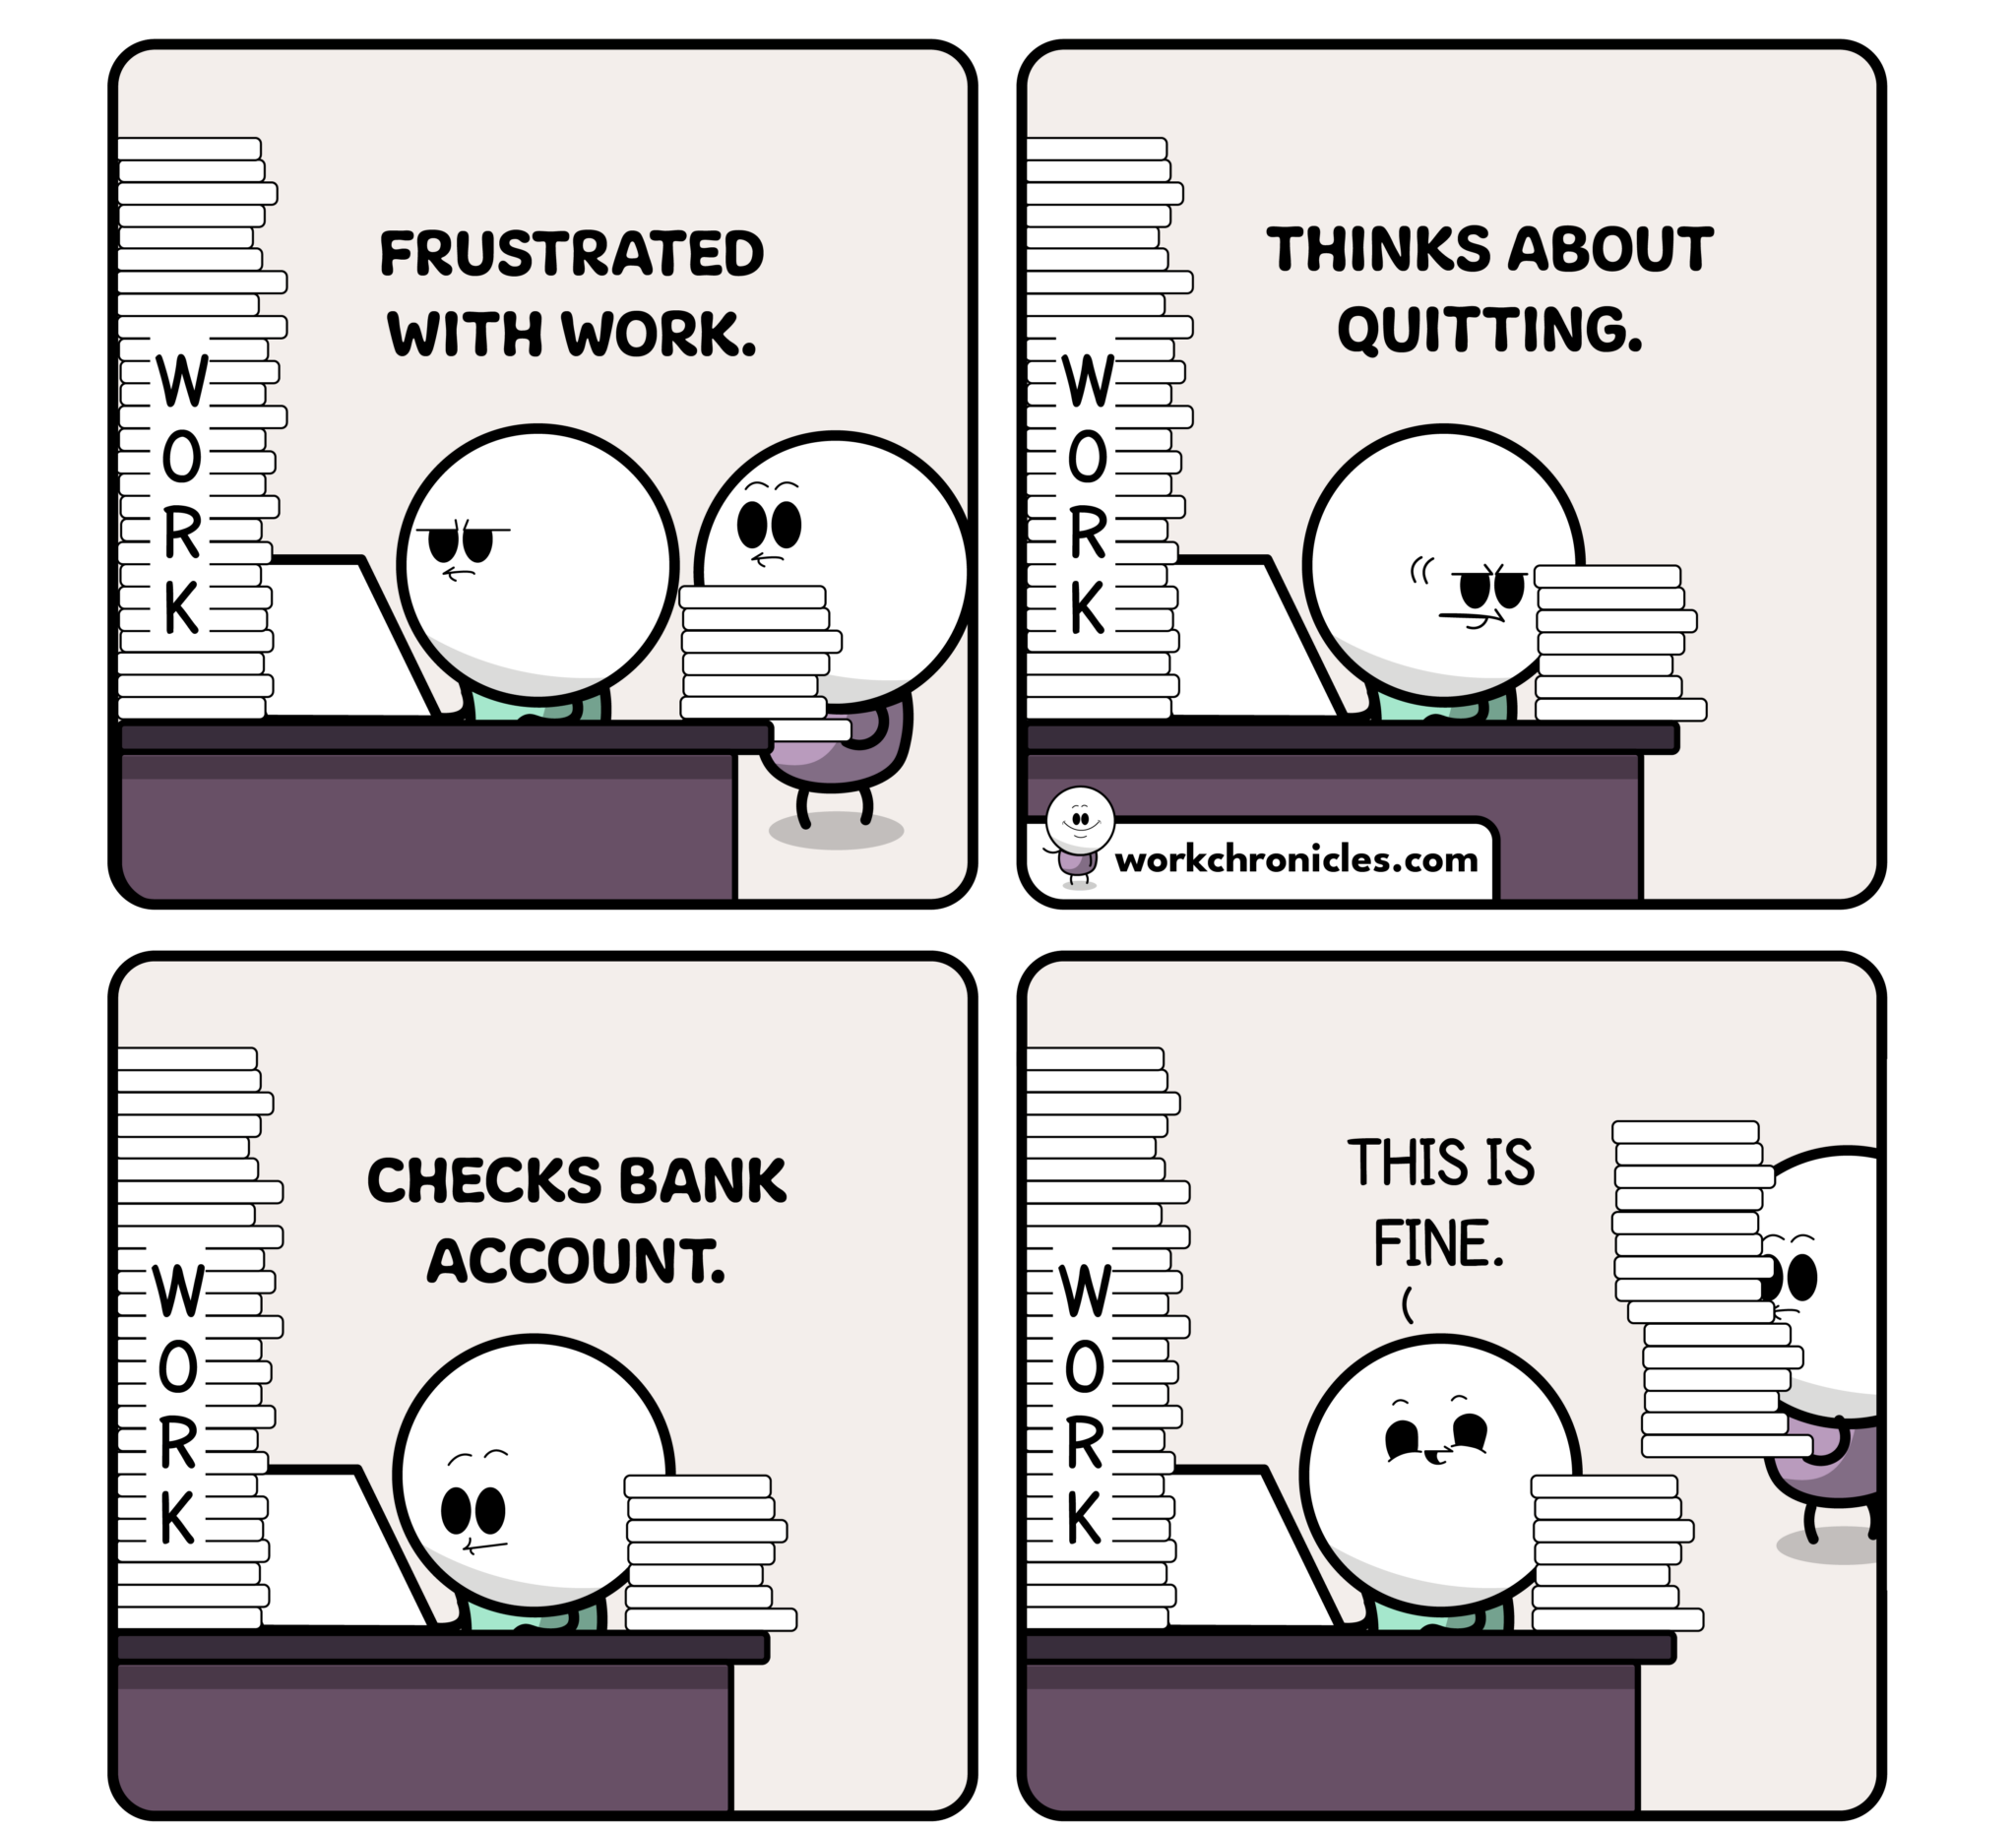 FRUSTRATED
WITH WORK.
W
O
R
K
THINKS ABOUT
QUITTING.
W
O
R
K
workchronicles.com
CHECKS BANK
ACCOUNT.
W
O
R
K
THIS IS
FINE.
W
O
R
K